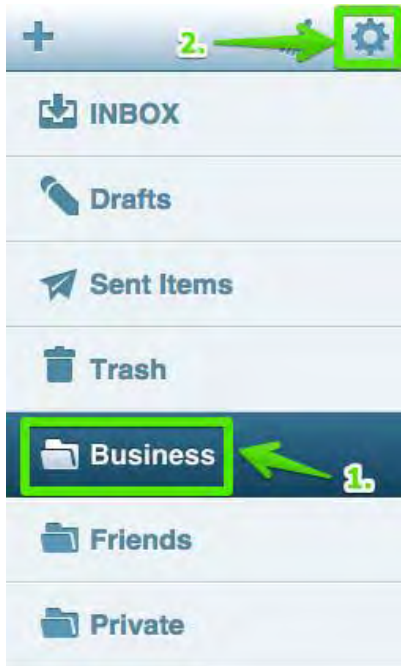 2.
INBOX
Drafts
Sent Items
Trash
Business
1.
Friends
Private